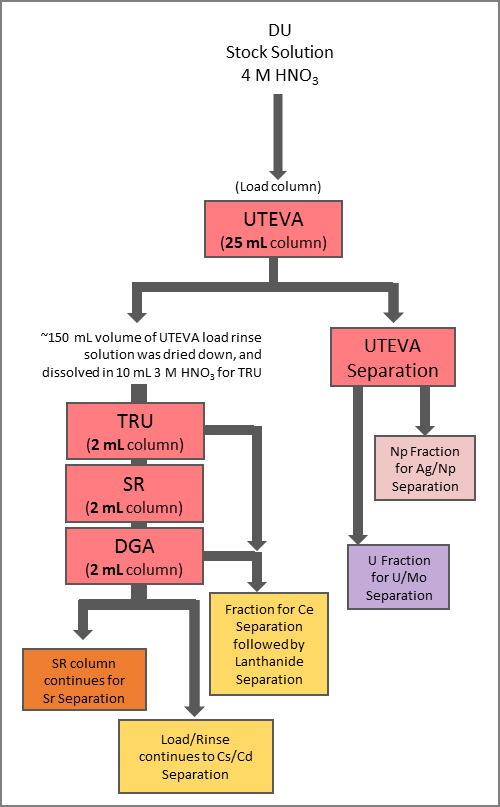 DU
Stock Solution
4 M HNO₃
(Load column)
UTEVA
(25 mL column)
~150 mL volume of UTEVA load rinse
solution was dried down, and
dissolved in 10 mL 3 M HNO₃ for TRU
UTEVA
Separation
TRU
(2 mL column)
SR
(2 mL column)
DGA
(2 mL column)
Np Fraction
for Ag/Np
Separation
U Fraction
for U/Mo
Separation
Fraction for Ce
Separation
followed by
Lanthanide
Separation
SR column
continues for
Sr Separation
Load/Rinse
continues to Cs/Cd
Separation